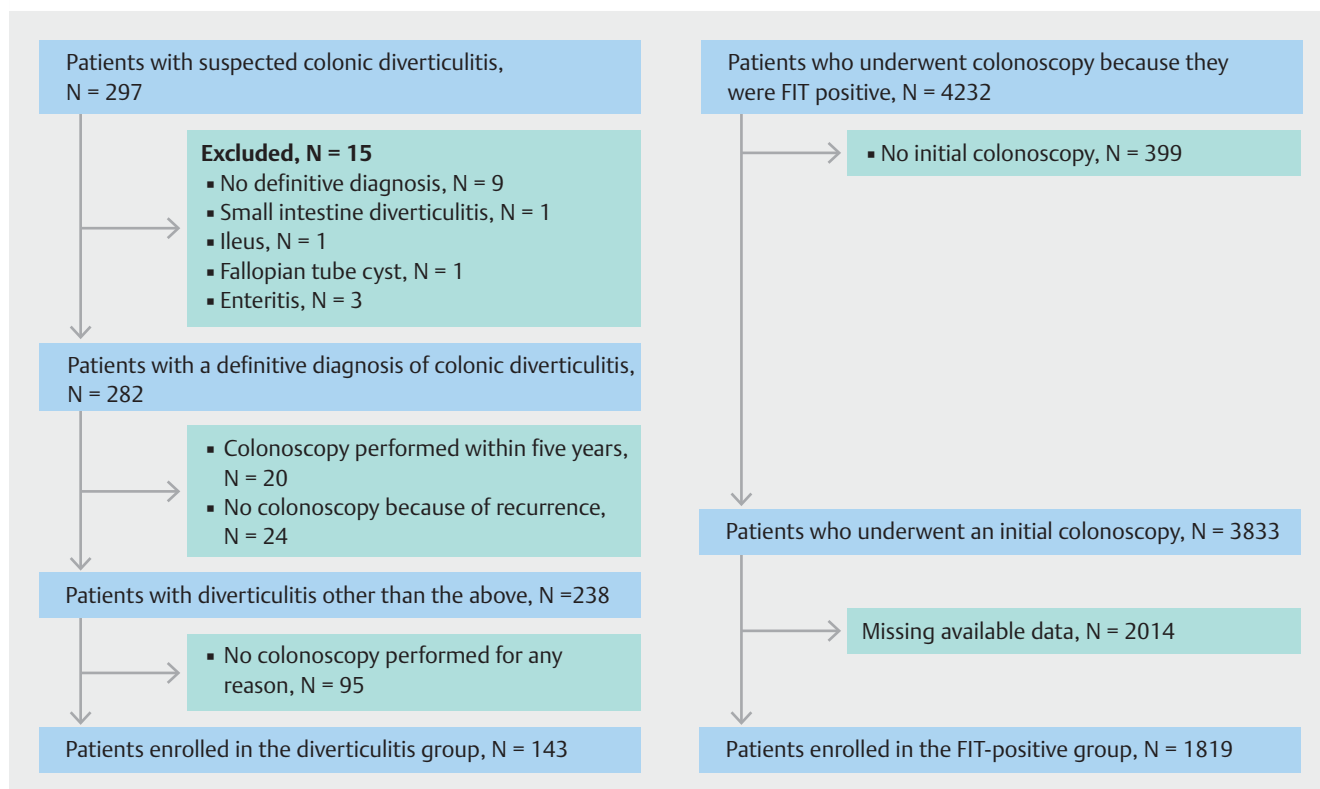 Patients with suspected colonic diverticulitis,
N = 297
Excluded, N = 15
▪ No definitive diagnosis, N = 9
▪ Small intestine diverticulitis, N = 1
▪ Ileus, N = 1
▪ Fallopian tube cyst, N = 1
▪ Enteritis, N = 3
Patients with a definitive diagnosis of colonic diverticulitis,
N = 282
▪ Colonoscopy performed within five years,
N = 20
▪ No colonoscopy because of recurrence,
N = 24
Patients with diverticulitis other than the above, N =238
▪ No colonoscopy performed for any
reason, N = 95
Patients enrolled in the diverticulitis group, N = 143
Patients who underwent colonoscopy because they
were FIT positive, N = 4232
▪ No initial colonoscopy, N = 399
Patients who underwent an initial colonoscopy, N = 3833
Missing available data, N = 2014
Patients enrolled in the FIT-positive group, N = 1819